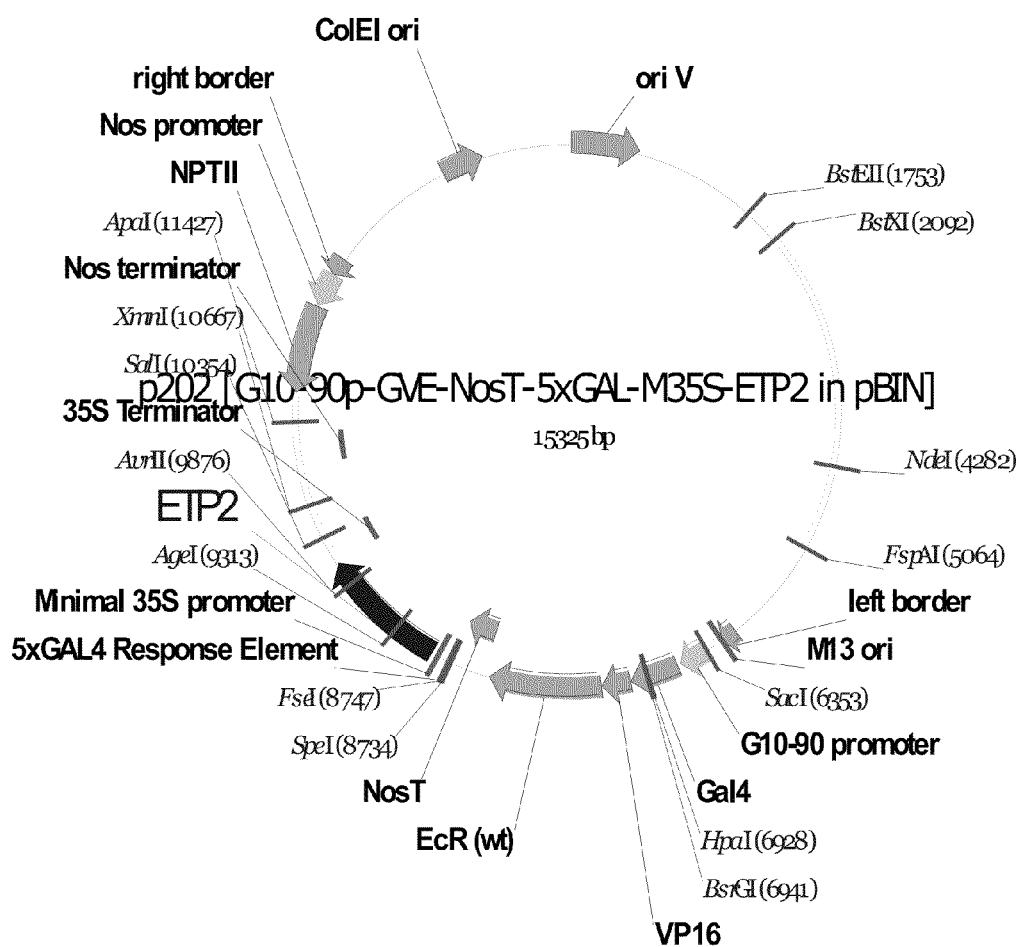 ColEI ori
right border
ori V
Nos promoter
NPTII
BstEII (1753)
ApaI (11427)
BstXI (2092)
Nos terminator
XmnI (10667)
SalI (10354)
p202 [G10-90p-GVE-NosT-5xGAL-M35S-ETP2 in pBIN]
35S Terminator
15325 bp
AvrII (9876)
NdeI (4282)
ETP2
AgeI (9313)
FspAI (5064)
Minimal 35S promoter
left border
5xGAL4 Response Element
M13 ori
FseI (8747)
SacI (6353)
SpeI (8734)
G10-90 promoter
NosT
Gal4
EcR (wt)
HpaI (6928)
BsrGI (6941)
VP16